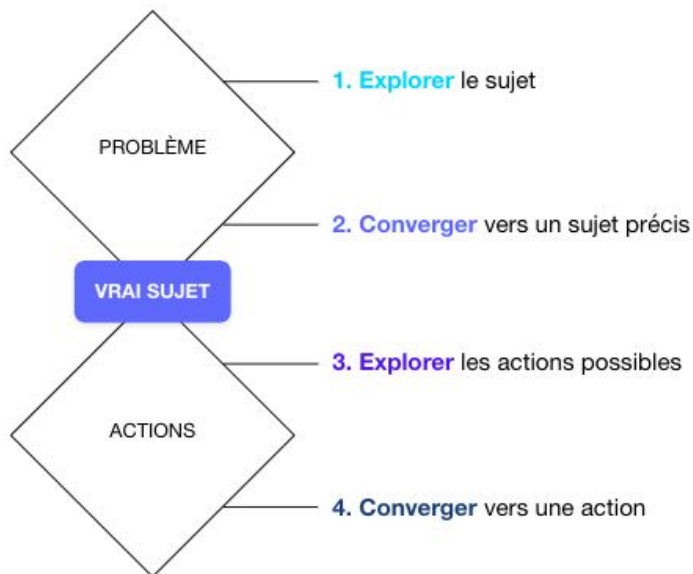 1. Explorer le sujet
PROBLÈME
2. Converger vers un sujet précis
VRAI SUJET
3. Explorer les actions possibles
ACTIONS
4. Converger vers une action